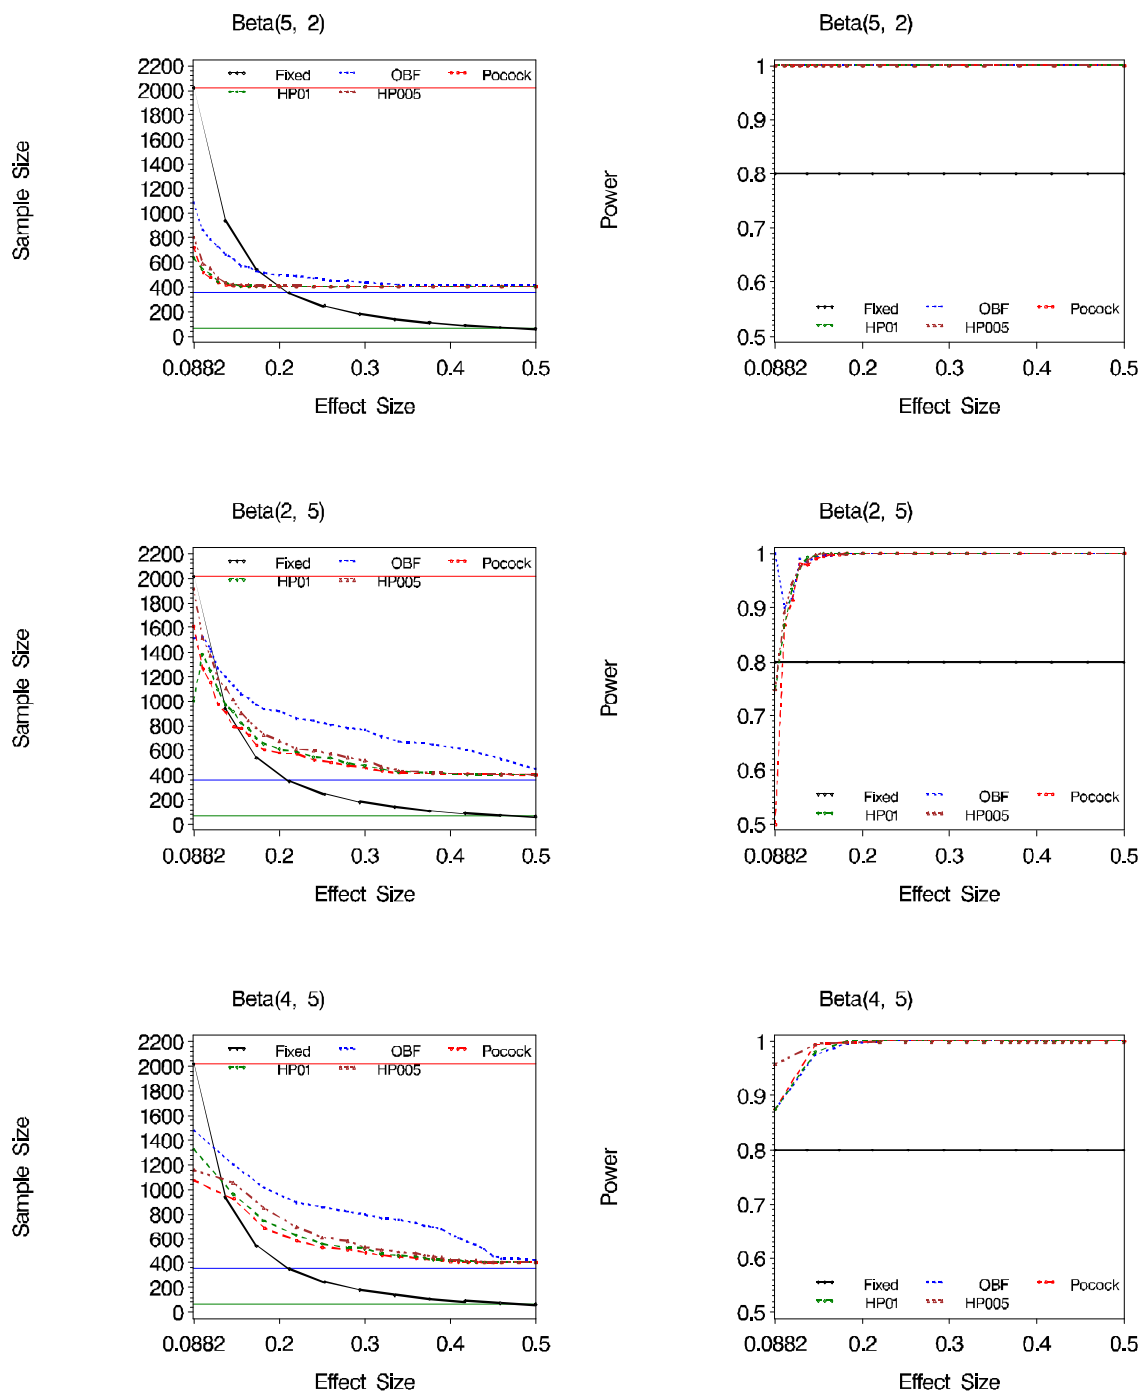 Beta(5, 2)
Sample Size
2200
2000
1800
1600
1400
1200
1000
800
600
400
200
0
Fixed OBF Pocock
HP01 HP005
0.0882 0.2 0.3 0.4 0.5
Effect Size
Beta(5, 2)
Power
1
0.9
0.8
0.7
0.6
0.5
Fixed OBF Pocock
HP01 HP005
0.0882 0.2 0.3 0.4 0.5
Effect Size
Beta(2, 5)
Sample Size
2200
2000
1800
1600
1400
1200
1000
800
600
400
200
0
Fixed OBF Pocock
HP01 HP005
0.0882 0.2 0.3 0.4 0.5
Effect Size
Beta(2, 5)
Power
1
0.9
0.8
0.7
0.6
0.5
Fixed OBF Pocock
HP01 HP005
0.0882 0.2 0.3 0.4 0.5
Effect Size
Beta(4, 5)
Sample Size
2200
2000
1800
1600
1400
1200
1000
800
600
400
200
0
Fixed OBF Pocock
HP01 HP005
0.0882 0.2 0.3 0.4 0.5
Effect Size
Beta(4, 5)
Power
1
0.9
0.8
0.7
0.6
0.5
Fixed OBF Pocock
HP01 HP005
0.0882 0.2 0.3 0.4 0.5
Effect Size